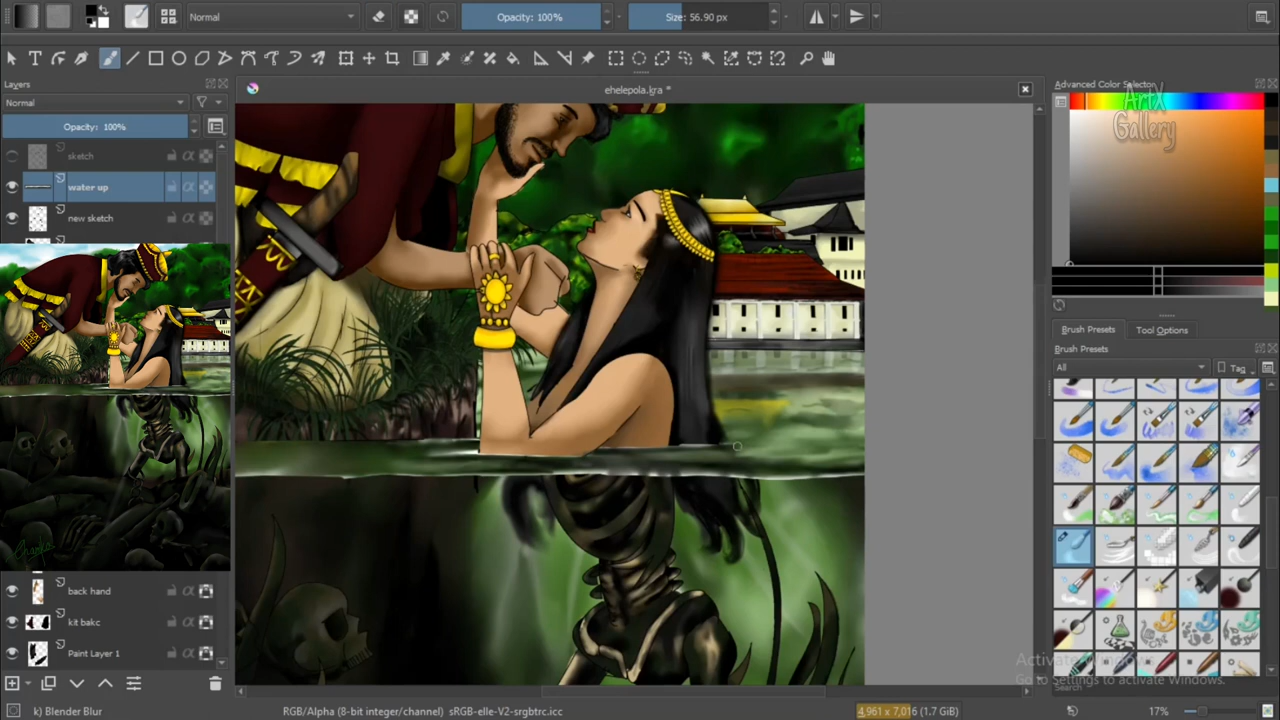 Normal
Opacity: 100%
Size: 56.90 px
Layers
ehelepola.kra *
Advanced Color Selector
ArtX
Gallery
Normal
Opacity: 100%
sketch
water up
new sketch
Brush Presets
Tool Options
Brush Presets
All
Tag
back hand
kit bakc
Paint Layer 1
Activate Windows
Go to Settings to activate Windows.
Search
k) Blender Blur
RGB/Alpha (8-bit integer/channel) sRGB-elle-V2-srgbtrc.icc
4,961 x 7,016 (1.7 GiB)
17%